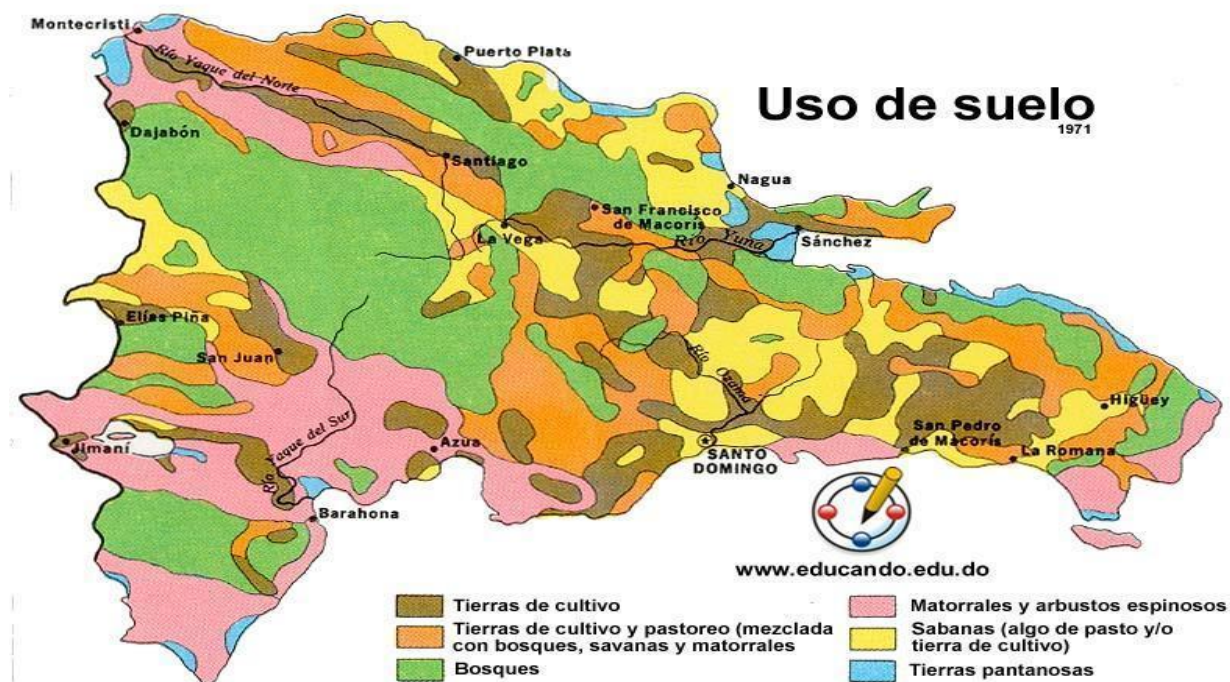 Uso de suelo
1971
Montecristi
Río Yaque del Norte
Puerto Plata
Dajabón
Santiago
Nagua
San Francisco
de Macorís
La Vega
Río Yuna
Sánchez
Elías Piña
San Juan
Río Ozama
Higüey
San Pedro
de Macorís
La Romana
Jimaní
Río Yaque del Sur
Azua
SANTO
DOMINGO
Barahona
www.educando.edu.do
Tierras de cultivo
Tierras de cultivo y pastoreo (mezclada
con bosques, savanas y matorrales
Bosques
Matorrales y arbustos espinosos
Sabanas (algo de pasto y/o
tierra de cultivo)
Tierras pantanosas